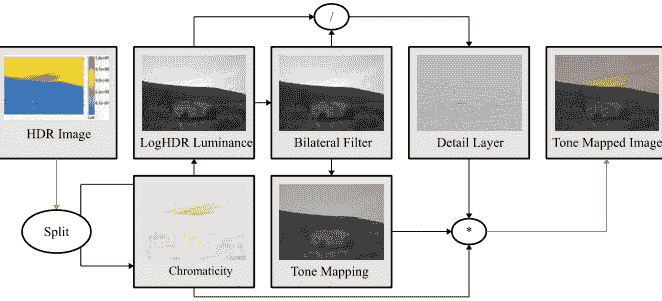 /
HDR Image
LogHDR Luminance
Bilateral Filter
Detail Layer
Tone Mapped Image
Split
Chromaticity
Tone Mapping
*